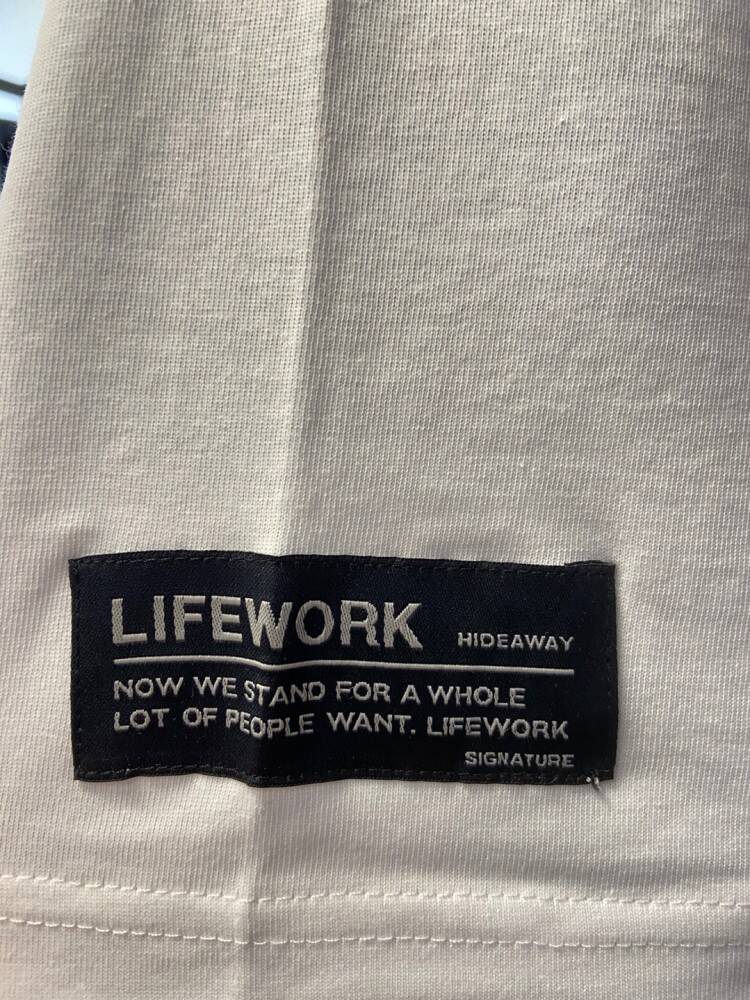 LIFEWORK HIDEAWAY
NOW WE STAND FOR A WHOLE
LOT OF PEOPLE WANT. LIFEWORK
SIGNATURE